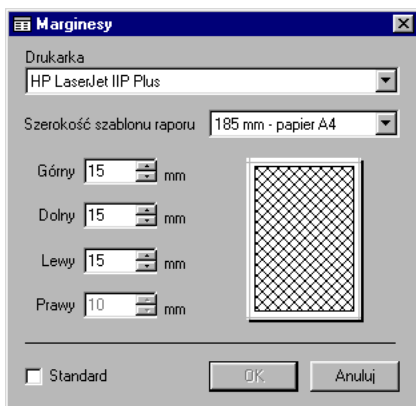 Marginesy
Drukarka
HP LaserJet IIP Plus
Szerokość szablonu raporu 185 mm - papier A4
Górny 15 mm
Dolny 15 mm
Lewy 15 mm
Prawy 10 mm
Standard OK Anuluj